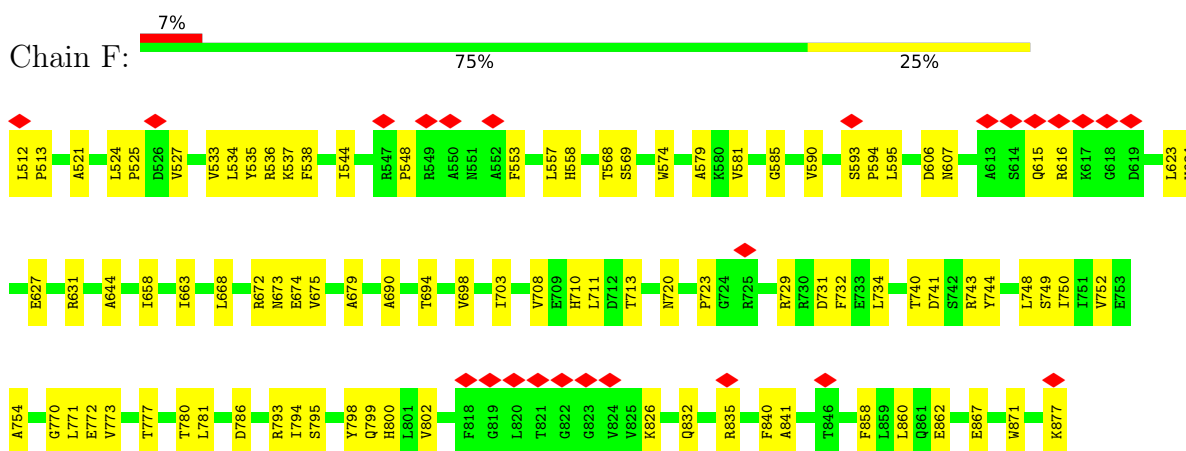 7%
Chain F:
75% 25%
L512 P513 A521 L524 P525 D526 V527 V533 L534 Y535 R536 K537 F538 I544 R547 P548 R549 A550 N551 A552 F553 L557 H558 T568 S569 W574 A579 K580 V581 G585 V590 S593 P594 L595 D606 N607 A613 S614 Q615 R616 K617 G618 D619 L623
E627 R631 A644 I658 I663 L668 R672 N673 E674 V675 A679 A690 T694 V698 I703 V708 E709 H710 L711 D712 T713 N720 P723 G724 R725 R729 R730 D731 F732 E733 L734 T740 D741 S742 R743 Y744 L748 S749 I750 I751 V752 E753
A754 G770 L771 E772 V773 T777 T780 L781 D786 R793 I794 S795 Y798 Q799 H800 L801 V802 F818 G819 L820 T821 G822 G823 V824 V825 K826 Q832 R835 F840 A841 T846 F858 L859 L860 Q861 E862 E867 W871 K877